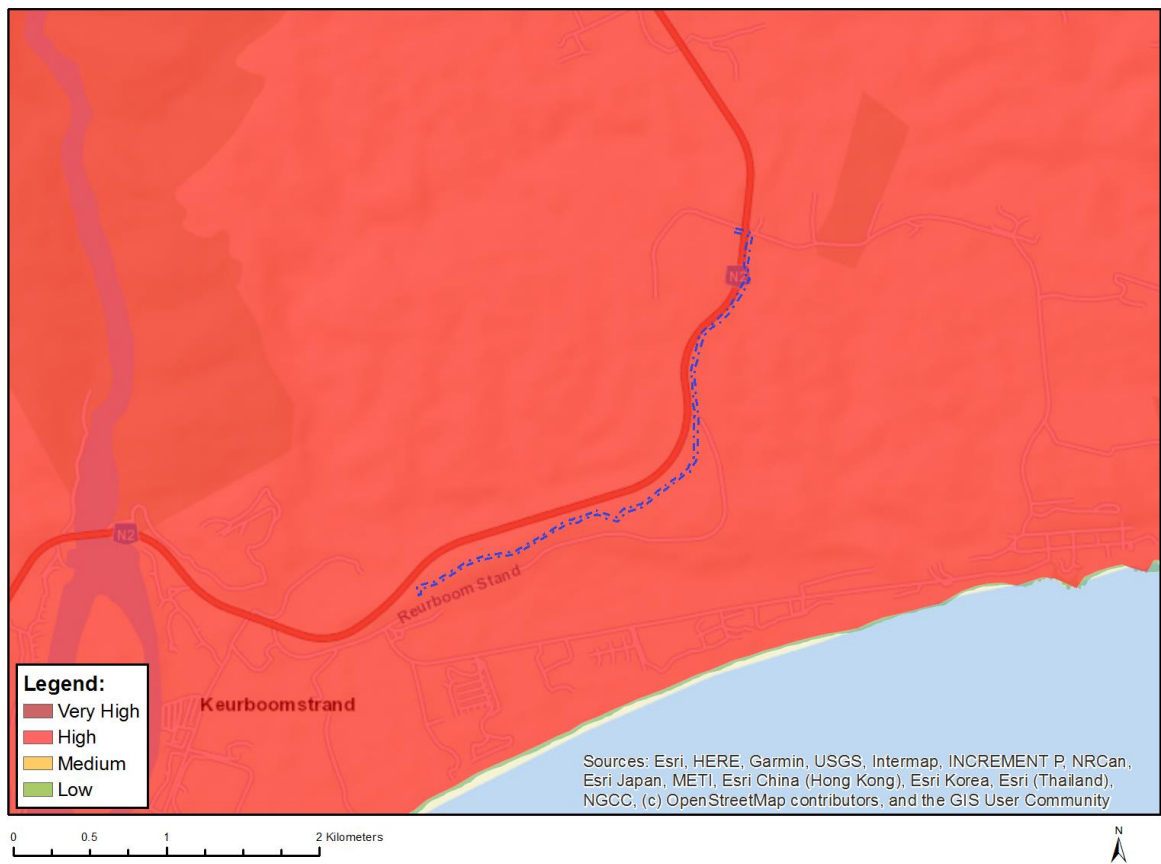 N2
N2
Reurboom Stand
Keurboomstrand
Legend:
Very High
High
Medium
Low
Sources: Esri, HERE, Garmin, USGS, Intermap, INCREMENT P, NRCan,
Esri Japan, METI, Esri China (Hong Kong), Esri Korea, Esri (Thailand),
NGCC, (c) OpenStreetMap contributors, and the GIS User Community
0 0.5 1 2 Kilometers
N